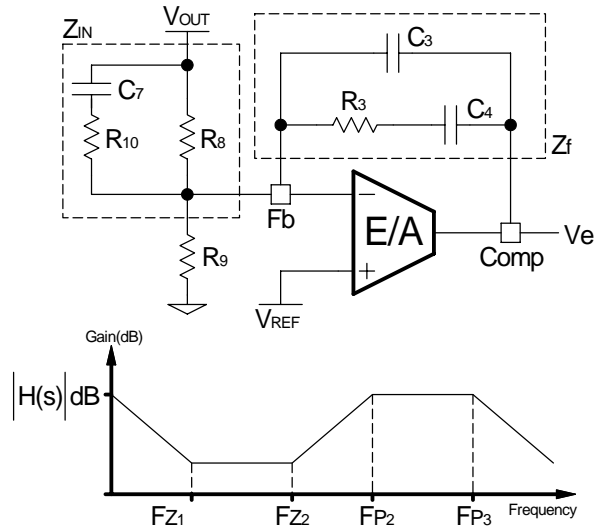 VOUT
ZIN
C3
C7
R3
C4
R10
R8
Zf
Fb
E/A
Ve
R9
Comp
VREF
Gain(dB)
|H(s)|dB
FZ1
FZ2
FP2
FP3
Frequency